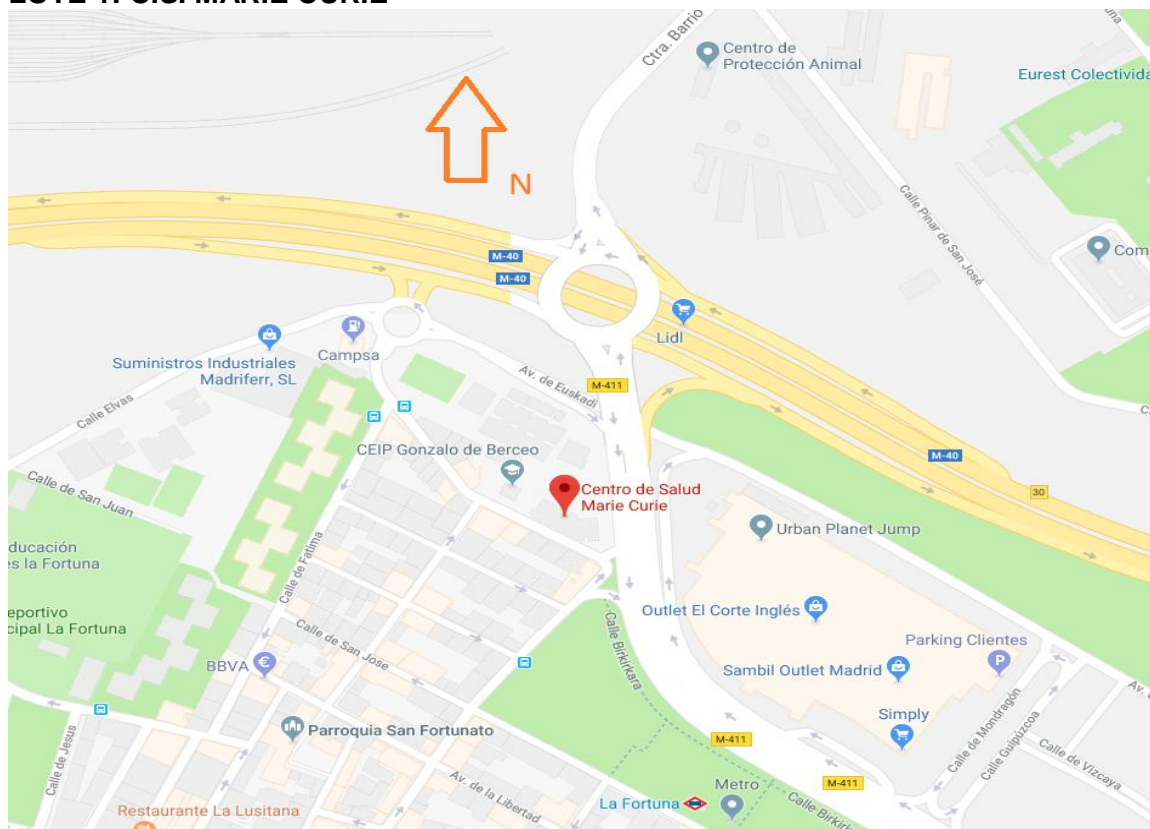 Ctra. Barrio
Centro de
Protección Animal
Eurest Colectivida
N
Calle Pinar de San José
Com
M-40
M-40
Lidl
Suministros Industriales
Madriferr, SL
Campsa
Av. de Euskadi
M-411
Calle Elvas
CEIP Gonzalo de Berceo
M-40
30
Centro de Salud
Marie Curie
Calle de San Juan
Urban Planet Jump
ducación
es la Fortuna
Calle de Fatima
eportivo
cipal La Fortuna
Outlet El Corte Inglés
Calle Birkirkara
Parking Clientes
P
Calle de San Jose
BBVA
€
Sambil Outlet Madrid
Av.
Simply
Parroquia San Fortunato
M-411
Calle de Mondragón
Calle Guipúzcoa
Calle de Vizcaya
Calle de Jesus
Av. de la Libertad
Metro
M-411
La Fortuna
Calle Birkirkara
Restaurante La Lusitana